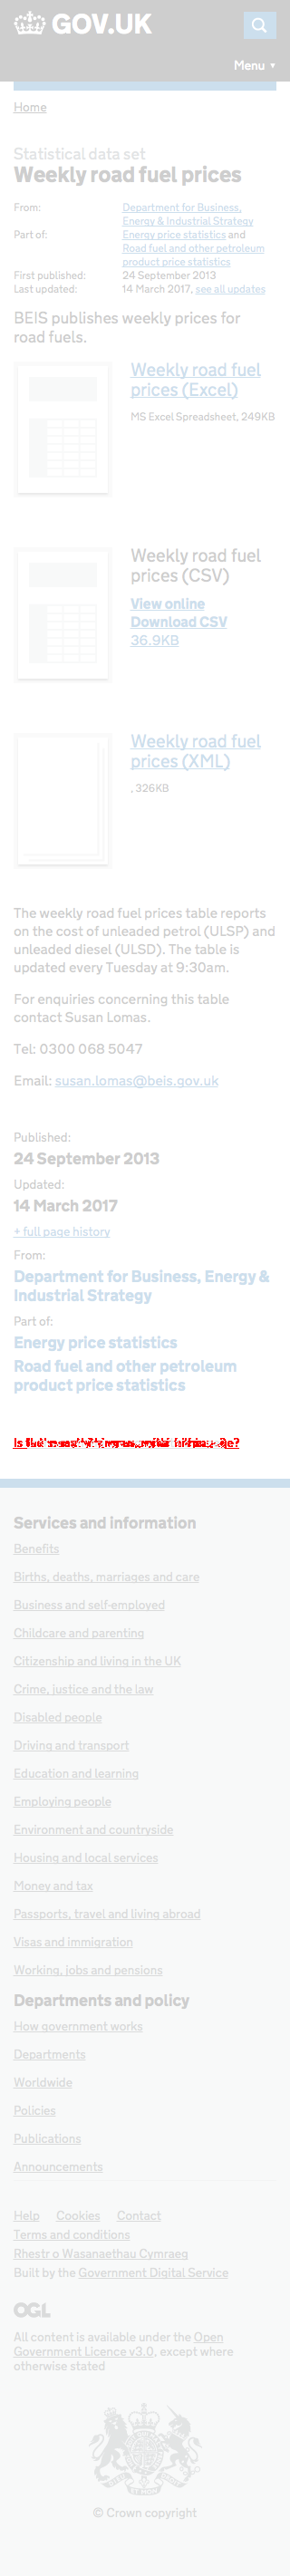 GOV.UK
Menu ▼
Home
Statistical data set
Weekly road fuel prices
From: Department for Business,
Energy & Industrial Strategy
Part of: Energy price statistics and
Road fuel and other petroleum
product price statistics
First published: 24 September 2013
Last updated: 14 March 2017, see all updates
BEIS publishes weekly prices for
road fuels.
Weekly road fuel
prices (Excel)
MS Excel Spreadsheet, 249KB
Weekly road fuel
prices (CSV)
View online
Download CSV
36.9KB
Weekly road fuel
prices (XML)
, 326KB
The weekly road fuel prices table reports
on the cost of unleaded petrol (ULSP) and
unleaded diesel (ULSD). The table is
updated every Tuesday at 9:30am.
For enquiries concerning this table
contact Susan Lomas.
Tel: 0300 068 5047
Email: susan.lomas@beis.gov.uk
Published:
24 September 2013
Updated:
14 March 2017
+ full page history
From:
Department for Business, Energy &
Industrial Strategy
Part of:
Energy price statistics
Road fuel and other petroleum
product price statistics
Services and information
Benefits
Births, deaths, marriages and care
Business and self-employed
Childcare and parenting
Citizenship and living in the UK
Crime, justice and the law
Disabled people
Driving and transport
Education and learning
Employing people
Environment and countryside
Housing and local services
Money and tax
Passports, travel and living abroad
Visas and immigration
Working, jobs and pensions
Departments and policy
How government works
Departments
Worldwide
Policies
Publications
Announcements
Help Cookies Contact
Terms and conditions
Rhestr o Wasanaethau Cymraeg
Built by the Government Digital Service
OGL
All content is available under the Open
Government Licence v3.0, except where
otherwise stated
© Crown copyright